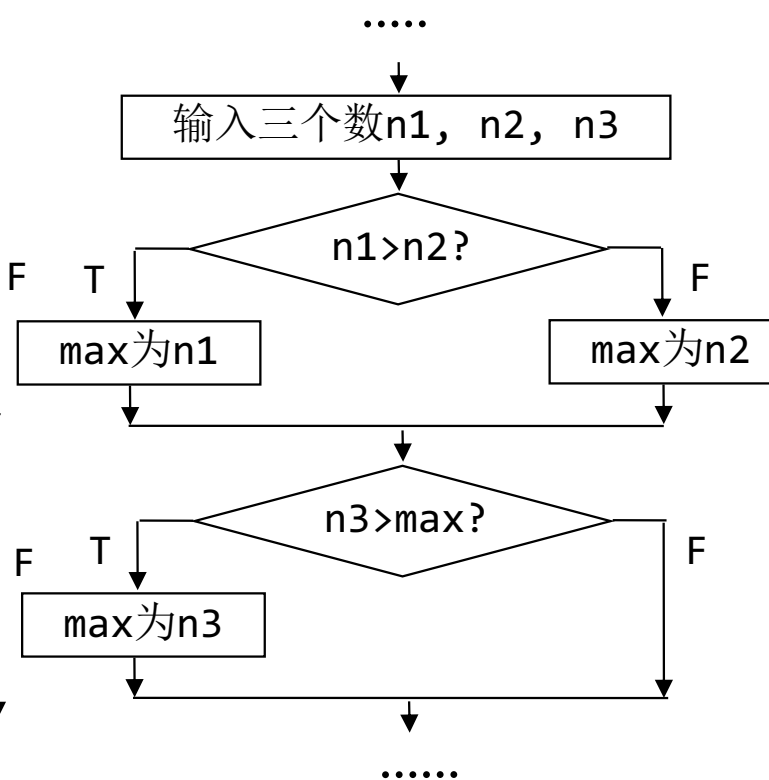 .....
输入三个数n1, n2, n3
n1>n2?
F T F
max为n1 max为n2
n3>max?
F T F
max为n3
......